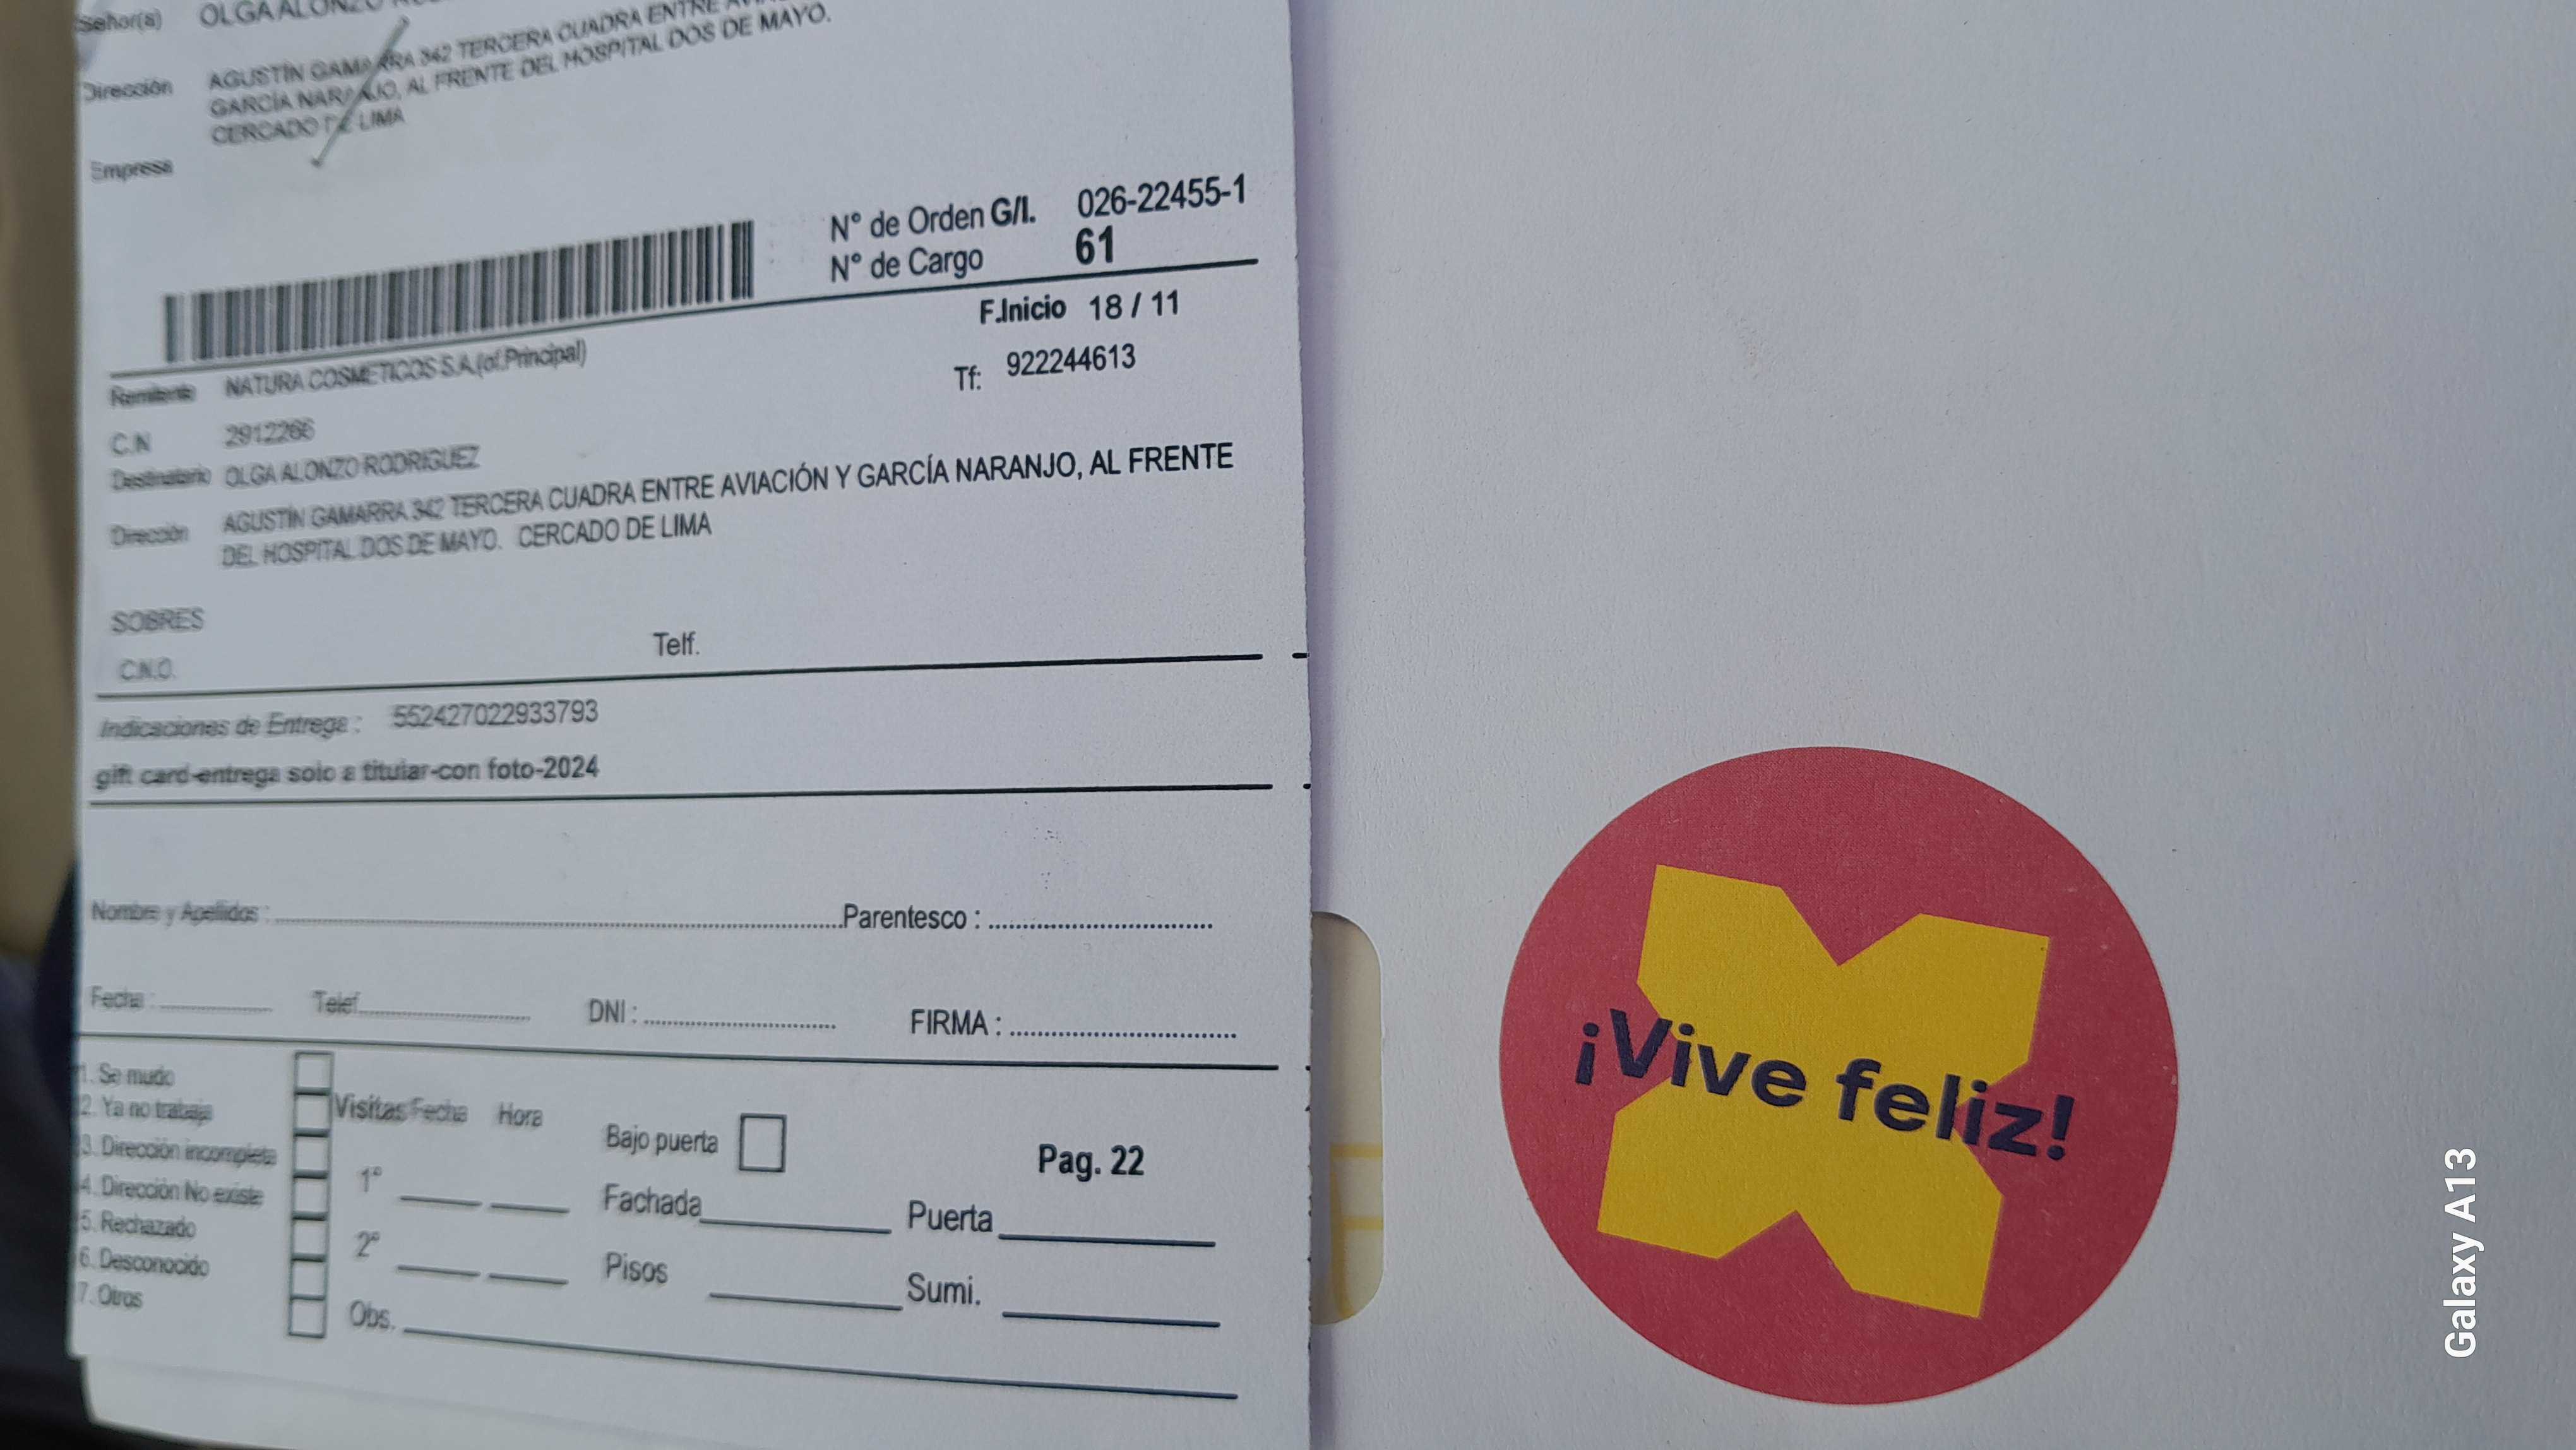 Señor(a) OLGA ALONZO
Dirección AGUSTÍN GAMARRA 342 TERCERA CUADRA ENTRE
GARCÍA NARANJO, AL FRENTE DEL HOSPITAL DOS DE MAYO.
CERCADO DE LIMA
Empresa
N° de Orden G/I. 026-22455-1
N° de Cargo 61
F.Inicio 18 / 11
Remitente NATURA COSMETICOS S.A.(of.Principal)
Tf: 922244613
C.N 2912266
Destinatario OLGA ALONZO RODRIGUEZ
Dirección AGUSTÍN GAMARRA 342 TERCERA CUADRA ENTRE AVIACIÓN Y GARCÍA NARANJO, AL FRENTE
DEL HOSPITAL DOS DE MAYO. CERCADO DE LIMA
SOBRES
C.N.O. Telf.
Indicaciones de Entrega : 552427022933793
gift card-entrega solo a titular-con foto-2024
Nombre y Apellidos : Parentesco :
Fecha : Telef. DNI : FIRMA :
1. Se mudo
2. Ya no trabaja
3. Dirección incompleta
4. Dirección No existe
5. Rechazado
6. Desconocido
7. Otros
Visitas Fecha Hora
1°
2°
Obs.
Bajo puerta
Pag. 22
Fachada Puerta
Pisos Sumi.
¡Vive feliz!
Galaxy A13